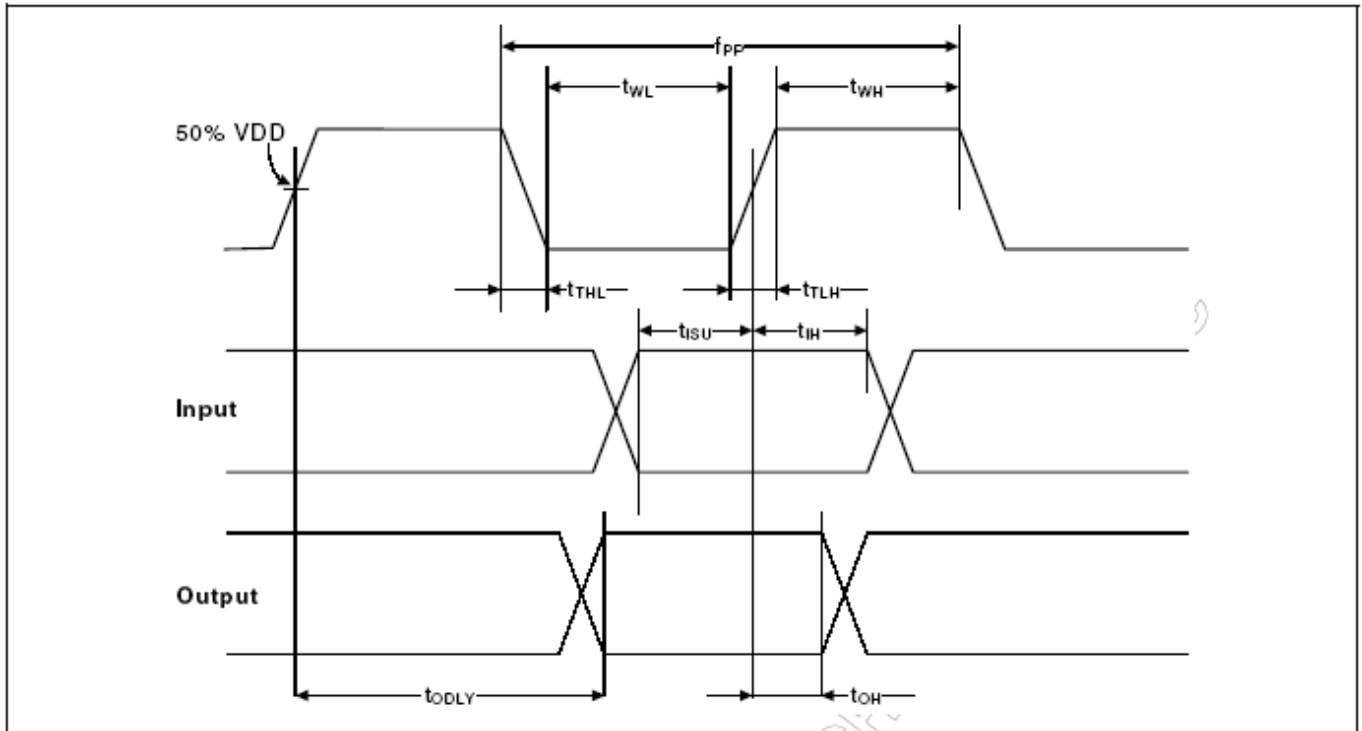 fPP
tWL
tWH
50% VDD
tTHL
tTLH
tISU
tIH
Input
Output
tODLY
tOH